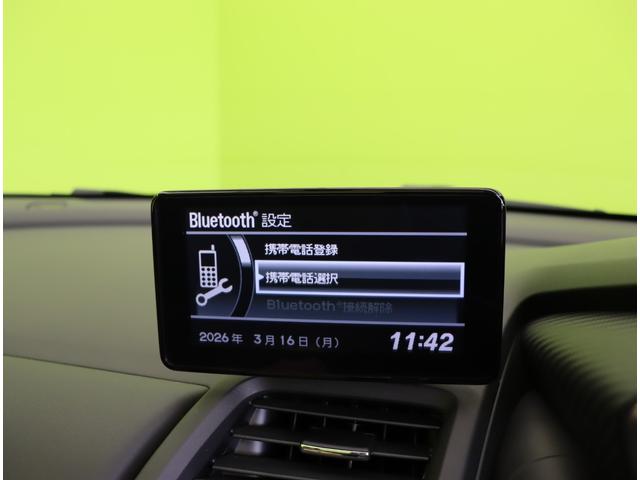 Bluetooth® 設定
携帯電話登録
携帯電話選択
Bluetooth®接続解除
2026年 3月16日(月) 11:42